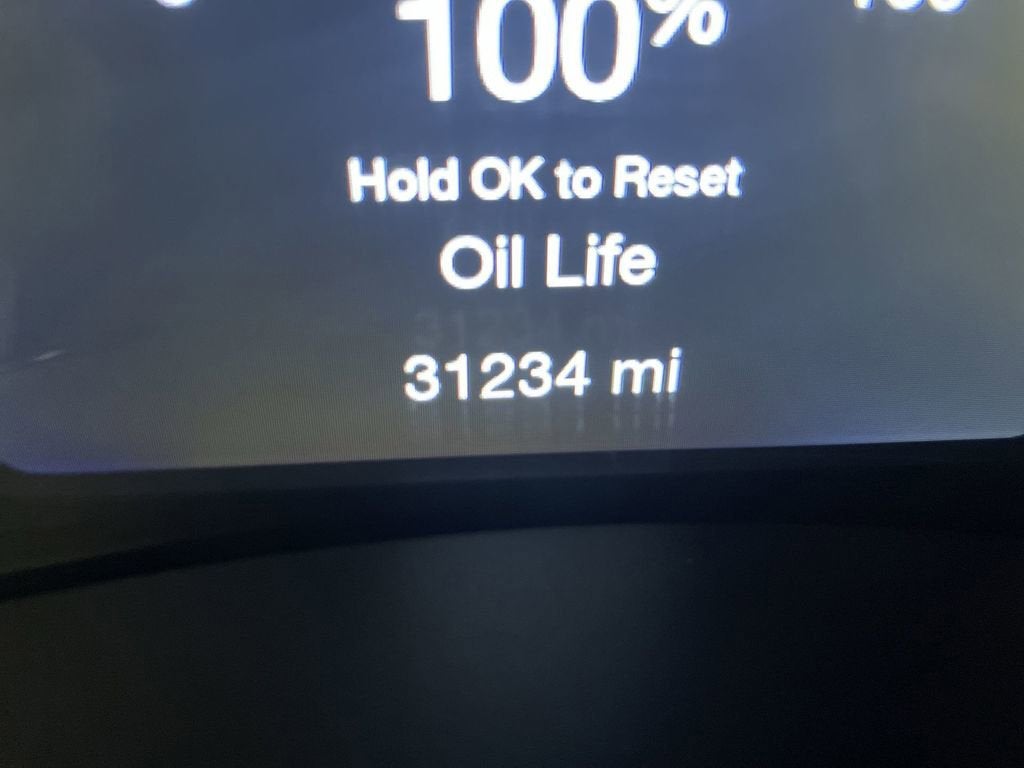 100%
Hold OK to Reset
Oil Life
31234 mi